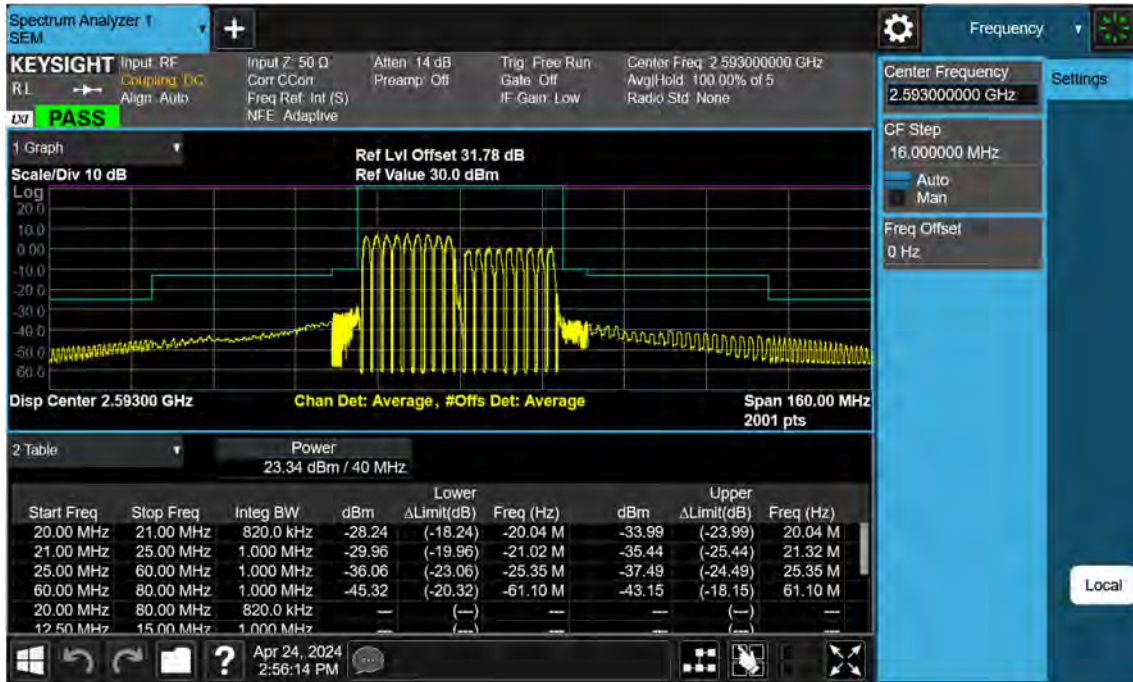 Spectrum Analyzer 1
SEM
+
Frequency
KEYSIGHT
RL
LXI
PASS
Input: RF
Coupling: DC
Align: Auto
Input Z: 50 Ω
Corr CCorr
Freq Ref: Int (S)
NFE: Adaptive
Atten: 14 dB
Preamp: Off
Trig: Free Run
Gate: Off
IF Gain: Low
Center Freq: 2.593000000 GHz
Avg|Hold: 100.00% of 5
Radio Std: None
Center Frequency
2.593000000 GHz
Settings
CF Step
16.000000 MHz
Auto
Man
Freq Offset
0 Hz
1 Graph
Scale/Div 10 dB
Ref Lvl Offset 31.78 dB
Ref Value 30.0 dBm
Log
20.0
10.0
0.00
-10.0
-20.0
-30.0
-40.0
-50.0
-60.0
Disp Center 2.59300 GHz
Chan Det: Average, #Offs Det: Average
Span 160.00 MHz
2001 pts
2 Table
Power
23.34 dBm / 40 MHz
Lower Upper
Start Freq Stop Freq Integ BW dBm ΔLimit(dB) Freq (Hz) dBm ΔLimit(dB) Freq (Hz)
20.00 MHz 21.00 MHz 820.0 kHz -28.24 (-18.24) -20.04 M -33.99 (-23.99) 20.04 M
21.00 MHz 25.00 MHz 1.000 MHz -29.96 (-19.96) -21.02 M -35.44 (-25.44) 21.32 M
25.00 MHz 60.00 MHz 1.000 MHz -36.06 (-23.06) -25.35 M -37.49 (-24.49) 25.35 M
60.00 MHz 80.00 MHz 1.000 MHz -45.32 (-20.32) -61.10 M -43.15 (-18.15) 61.10 M
20.00 MHz 80.00 MHz 820.0 kHz --- (---) --- --- (---) ---
12.50 MHz 15.00 MHz 1.000 MHz --- (---) --- --- (---) ---
Local
?
Apr 24, 2024
2:56:14 PM